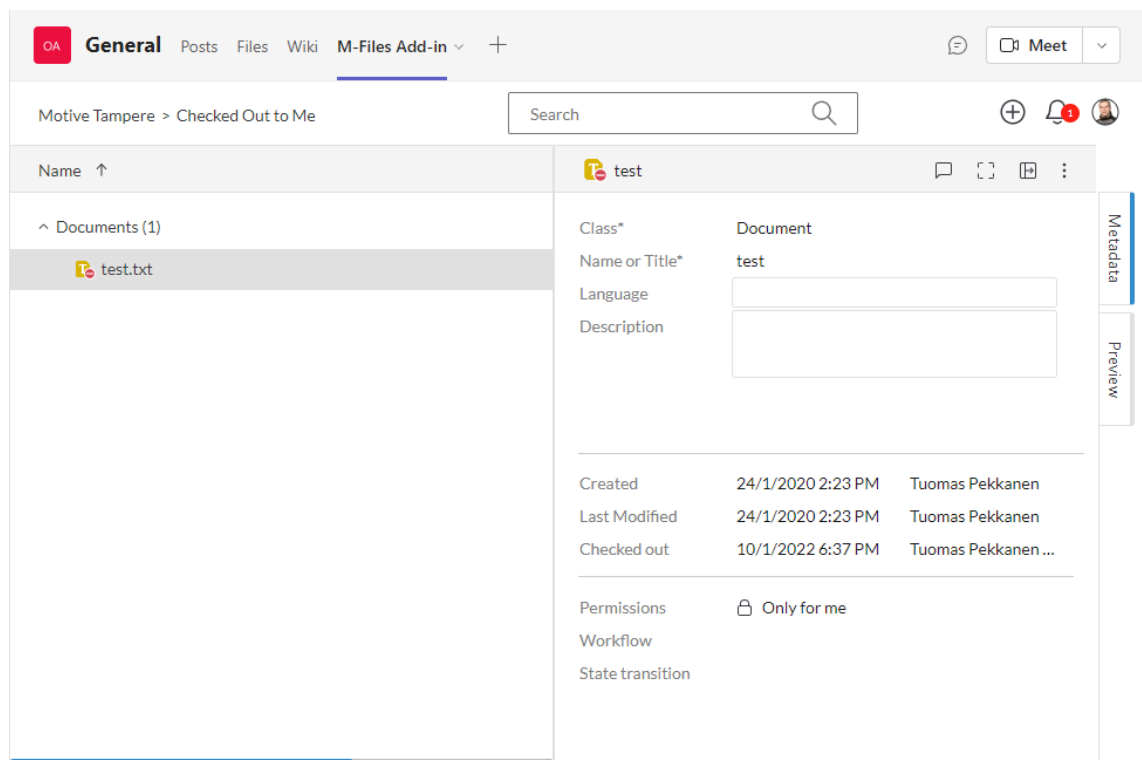 OA General Posts Files Wiki M-Files Add-in Meet
Motive Tampere > Checked Out to Me Search 1
Name ↑ test
Documents (1)
test.txt
Class* Document
Name or Title* test
Language
Description
Created 24/1/2020 2:23 PM Tuomas Pekkanen
Last Modified 24/1/2020 2:23 PM Tuomas Pekkanen
Checked out 10/1/2022 6:37 PM Tuomas Pekkanen ...
Permissions Only for me
Workflow
State transition
Metadata
Preview